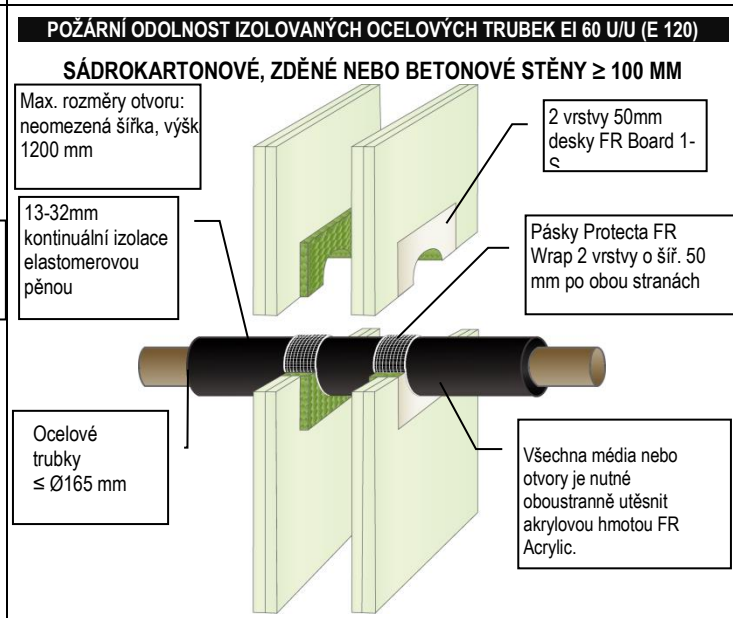 POŽÁRNÍ ODOLNOST IZOLOVANÝCH OCELOVÝCH TRUBEK EI 60 U/U (E 120)
SÁDROKARTONOVÉ, ZDĚNÉ NEBO BETONOVÉ STĚNY ≥ 100 MM
Max. rozměry otvoru:
neomezená šířka, výšk
1200 mm
2 vrstvy 50mm
desky FR Board 1-
S
13-32mm
kontinuální izolace
elastomerovou
pěnou
Pásky Protecta FR
Wrap 2 vrstvy o šíř. 50
mm po obou stranách
Ocelové
trubky
≤ Ø165 mm
Všechna média nebo
otvory je nutné
oboustranně utěsnit
akrylovou hmotou FR
Acrylic.